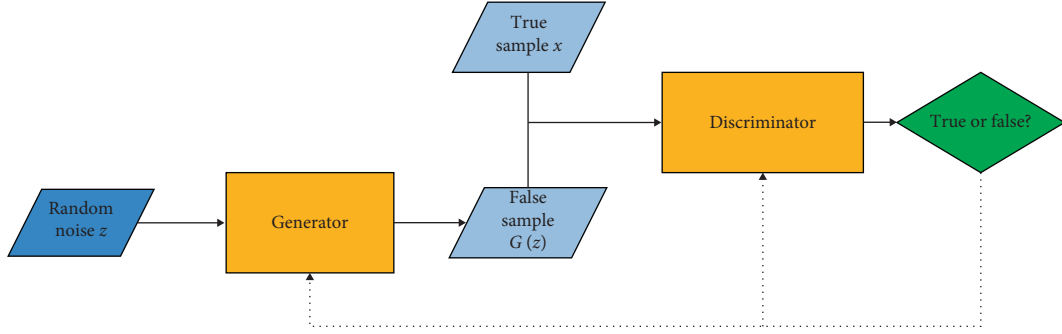 True
sample x
Discriminator
True or false?
Random
noise z
Generator
False
sample
G (z)